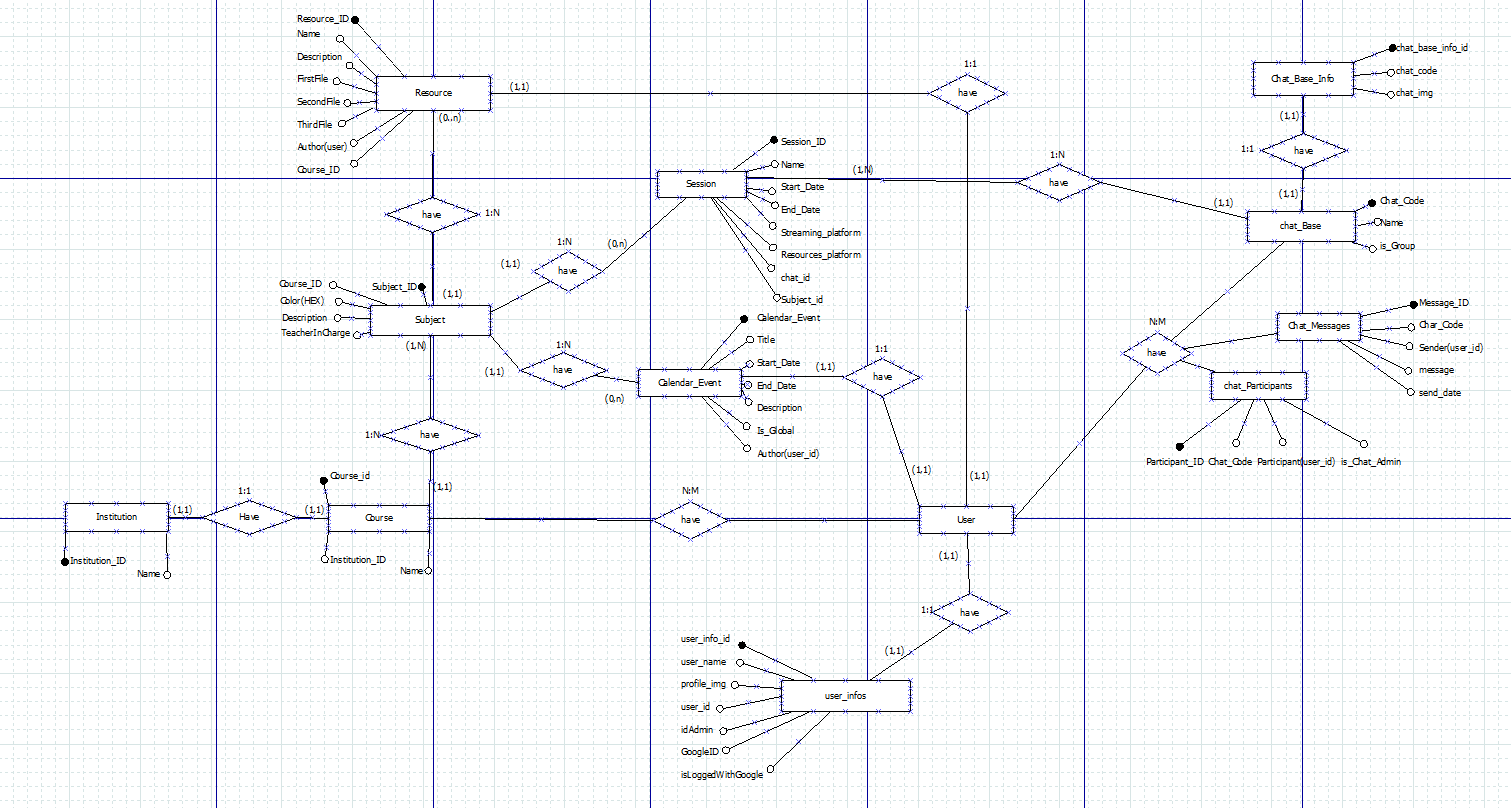 Resource_ID
Name
Description
FirstFile
SecondFile
ThirdFile
Author(user)
Course_ID
Resource
(1,1)
(0,,n)
1:1
have
chat_base_info_id
chat_code
chat_img
Chat_Base_Info
(1,1)
1:1
have
(1,1)
Session_ID
Name
Start_Date
End_Date
Streaming_platform
Resources_platform
chat_id
Subject_id
Session
(1,N)
1:N
have
(1,1)
Chat_Code
Name
is_Group
chat_Base
have
1:N
1:N
have
(0,n)
(1,1)
Course_ID
Color(HEX)
Description
TeacherInCharge
Subject_ID
(1,1)
Subject
(1,N)
1:N
have
(1,1)
(0,n)
Calendar_Event
Title
Start_Date
End_Date
Description
Is_Global
Author(user_id)
Calendar_Event
(1,1)
1:1
have
(1,1)
(1,1)
N:M
have
Message_ID
Char_Code
Sender(user_id)
message
send_date
Chat_Messages
chat_Participants
Participant_ID
Chat_Code
Participant(user_id)
is_Chat_Admin
1:N
have
(1,1)
Course_id
Institution
(1,1)
1:1
Have
(1,1)
Course
N:M
have
User
Institution_ID
Name
Institution_ID
Name
(1,1)
1:1
have
(1,1)
user_info_id
user_name
profile_img
user_id
idAdmin
GoogleID
isLoggedWithGoogle
user_infos